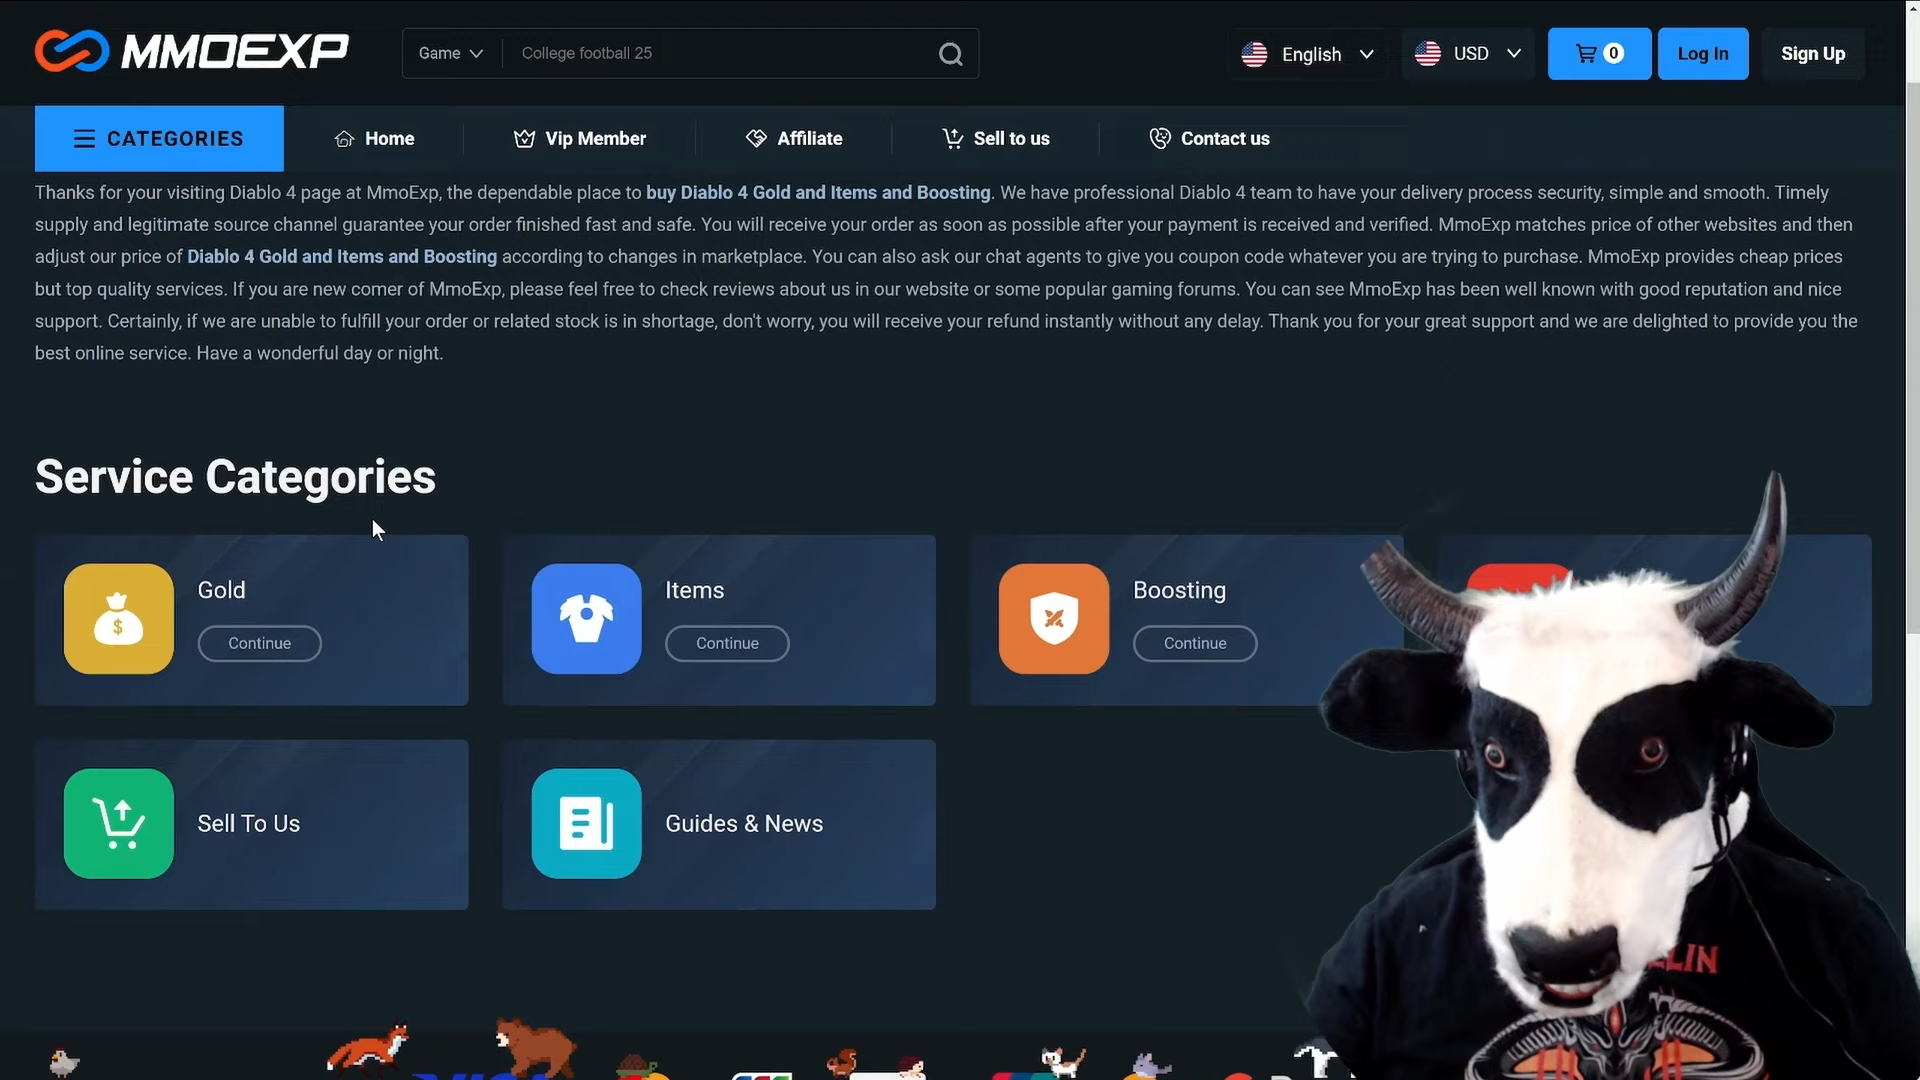 MMOEXP
Game
College football 25
English
USD
0
Log In
Sign Up
CATEGORIES
Home
Vip Member
Affiliate
Sell to us
Contact us
Thanks for your visiting Diablo 4 page at MmoExp, the dependable place to buy Diablo 4 Gold and Items and Boosting. We have professional Diablo 4 team to have your delivery process security, simple and smooth. Timely
supply and legitimate source channel guarantee your order finished fast and safe. You will receive your order as soon as possible after your payment is received and verified. MmoExp matches price of other websites and then
adjust our price of Diablo 4 Gold and Items and Boosting according to changes in marketplace. You can also ask our chat agents to give you coupon code whatever you are trying to purchase. MmoExp provides cheap prices
but top quality services. If you are new comer of MmoExp, please feel free to check reviews about us in our website or some popular gaming forums. You can see MmoExp has been well known with good reputation and nice
support. Certainly, if we are unable to fulfill your order or related stock is in shortage, don't worry, you will receive your refund instantly without any delay. Thank you for your great support and we are delighted to provide you the
best online service. Have a wonderful day or night.
Service Categories
Gold
Continue
Items
Continue
Boosting
Continue
$
Sell To Us
Guides & News